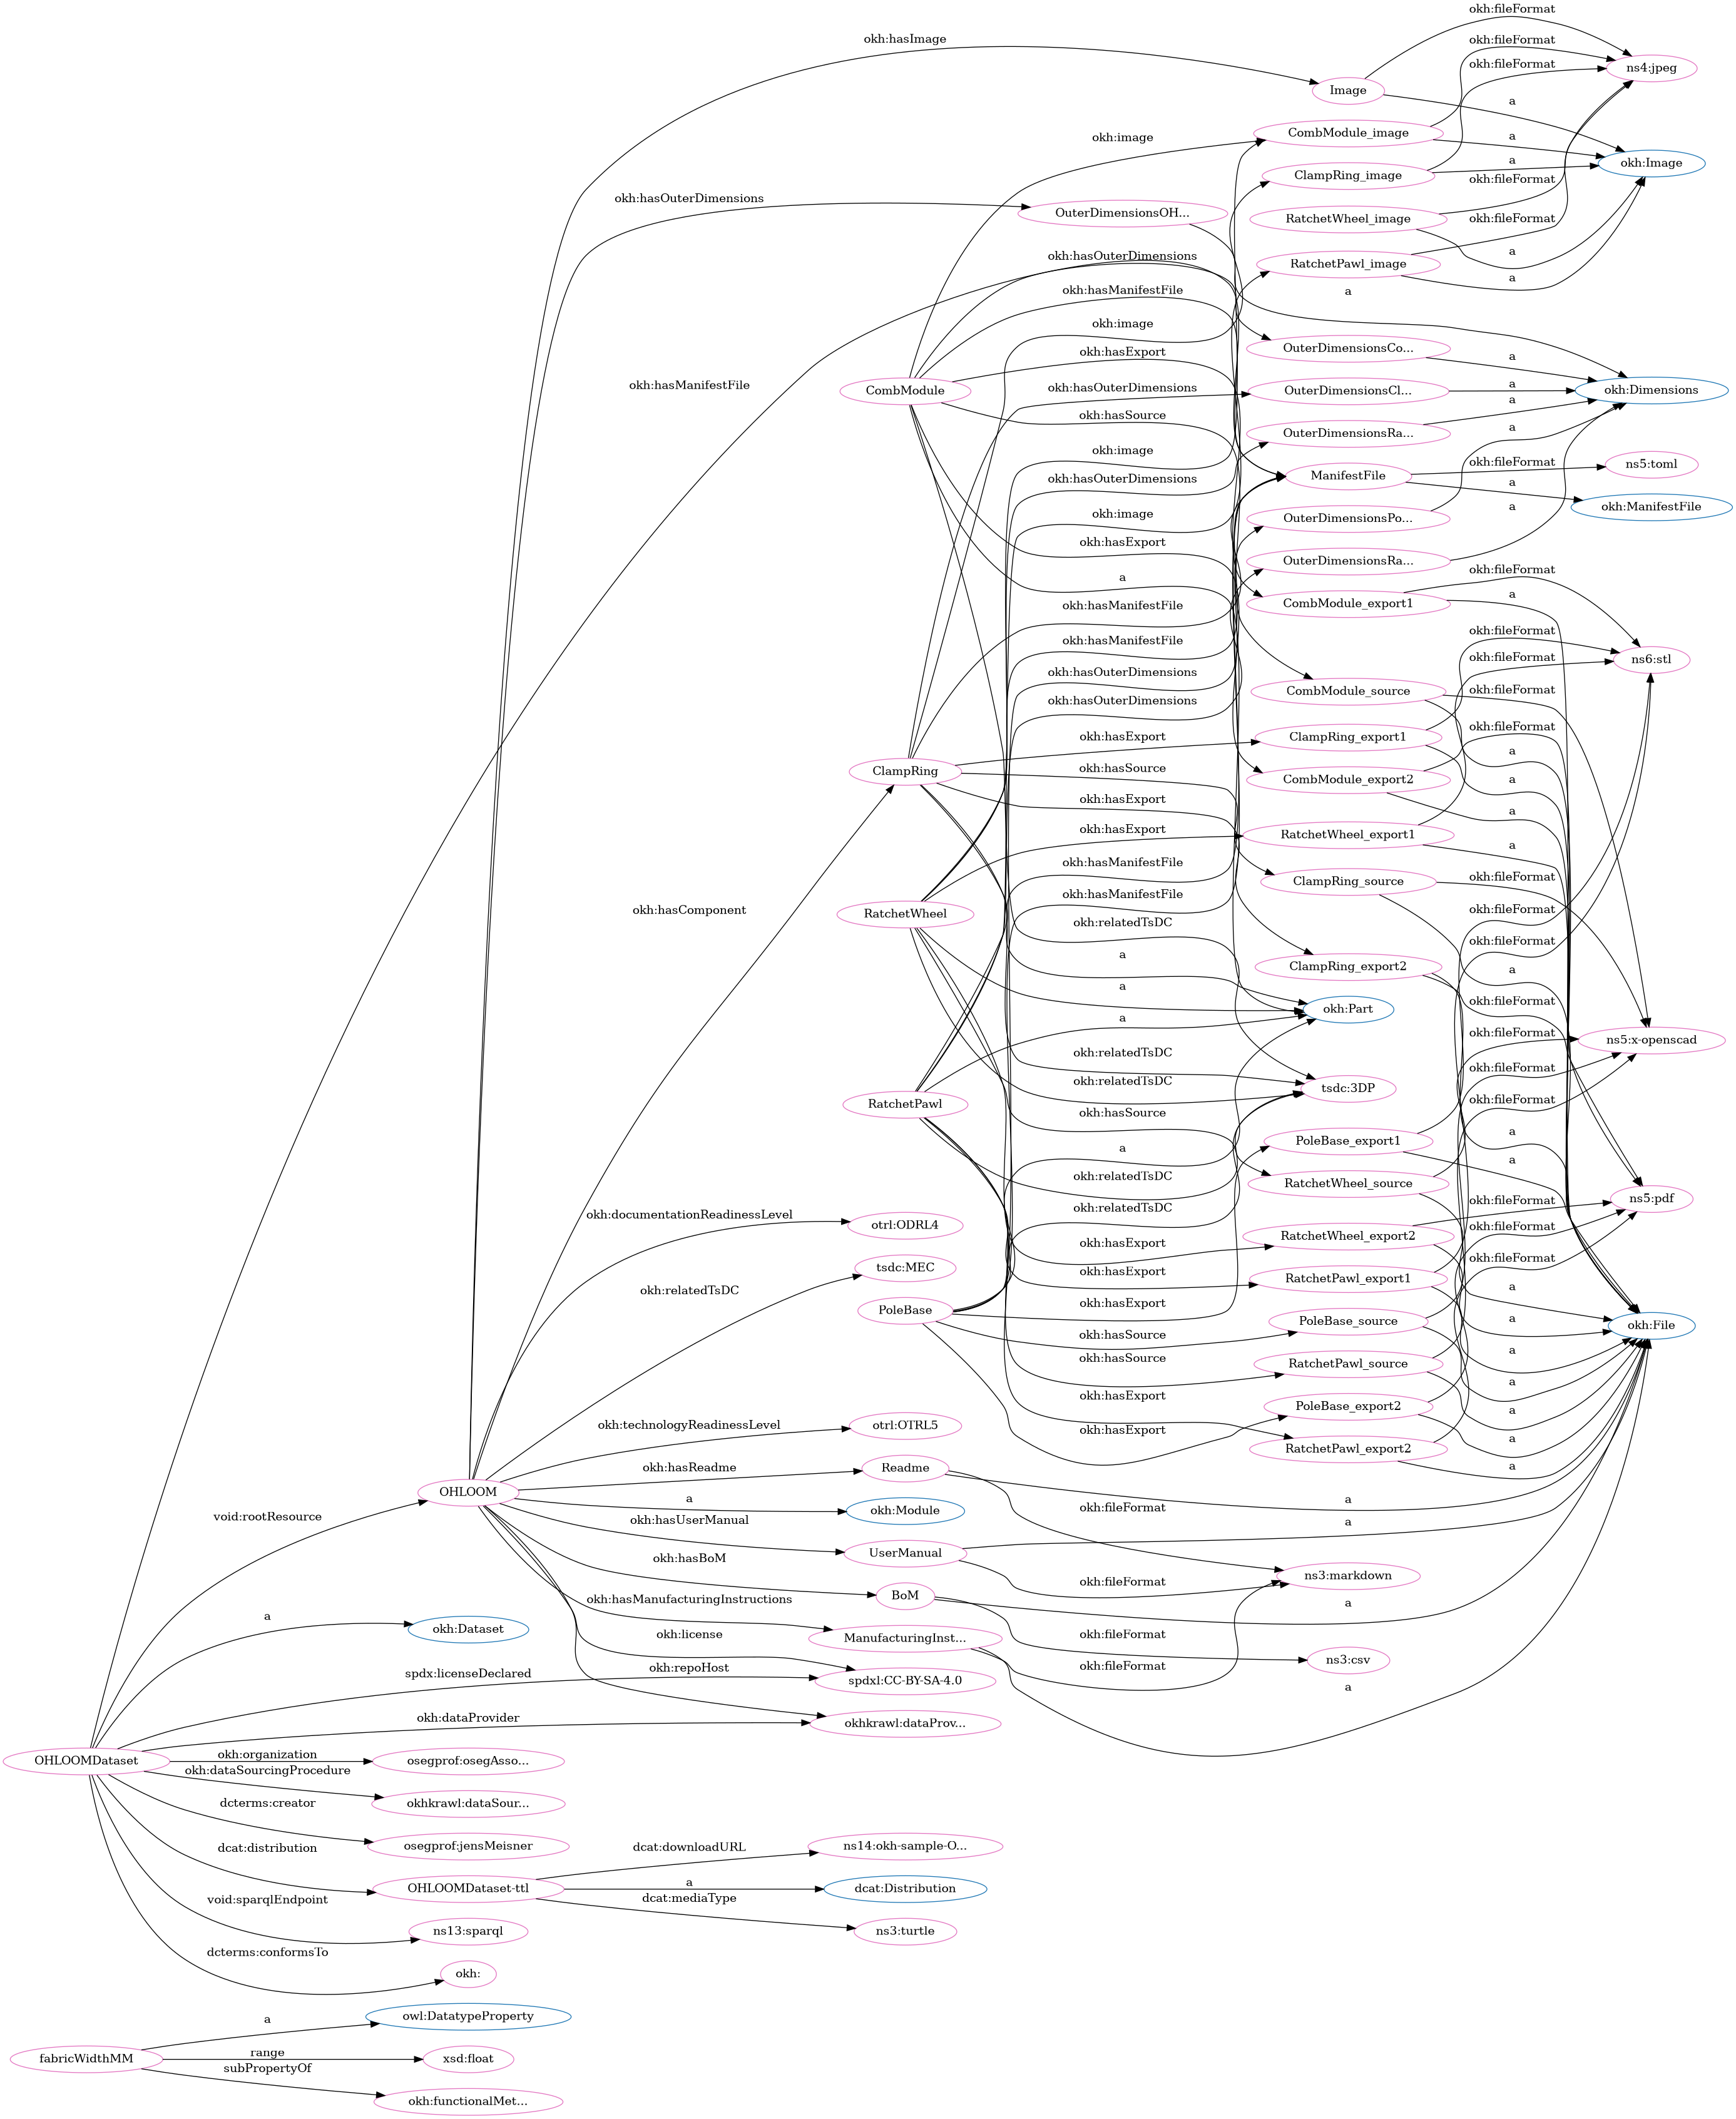 okh:fileFormat
okh:hasImage
okh:fileFormat
okh:fileFormat
ns4:jpeg
Image
a
okh:image
CombModule_image
a
a
okh:Image
ClampRing_image
okh:fileFormat
okh:hasOuterDimensions
OuterDimensionsOH...
RatchetWheel_image
okh:fileFormat
a
okh:hasOuterDimensions
RatchetPawl_image
a
okh:hasManifestFile
a
okh:image
okh:hasExport
OuterDimensionsCo...
a
okh:hasManifestFile
CombModule
okh:hasOuterDimensions
OuterDimensionsCl...
a
okh:Dimensions
a
okh:hasSource
OuterDimensionsRa...
a
okh:image
okh:fileFormat
ns5:toml
okh:hasOuterDimensions
ManifestFile
a
okh:ManifestFile
okh:image
OuterDimensionsPo...
a
okh:hasExport
OuterDimensionsRa...
okh:fileFormat
a
a
okh:hasManifestFile
CombModule_export1
okh:fileFormat
okh:hasManifestFile
okh:fileFormat
ns6:stl
okh:hasOuterDimensions
CombModule_source
okh:fileFormat
okh:hasOuterDimensions
okh:fileFormat
okh:hasExport
ClampRing_export1
a
ClampRing
okh:hasSource
CombModule_export2
a
okh:hasExport
a
okh:hasExport
RatchetWheel_export1
a
okh:hasManifestFile
ClampRing_source
okh:fileFormat
okh:hasManifestFile
okh:hasComponent
RatchetWheel
okh:relatedTsDC
okh:fileFormat
okh:fileFormat
a
ClampRing_export2
a
a
okh:Part
okh:fileFormat
a
okh:fileFormat
ns5:x-openscad
okh:relatedTsDC
okh:fileFormat
okh:relatedTsDC
tsdc:3DP
okh:fileFormat
RatchetPawl
okh:hasSource
a
a
PoleBase_export1
a
okh:relatedTsDC
RatchetWheel_source
okh:fileFormat
ns5:pdf
okh:relatedTsDC
okh:documentationReadinessLevel
otrl:ODRL4
okh:fileFormat
okh:hasExport
RatchetWheel_export2
okh:fileFormat
tsdc:MEC
okh:hasExport
RatchetPawl_export1
a
okh:relatedTsDC
okh:hasExport
PoleBase
PoleBase_source
a
okh:File
okh:hasSource
a
okh:hasSource
RatchetPawl_source
a
okh:hasExport
PoleBase_export2
a
okh:technologyReadinessLevel
otrl:OTRL5
okh:hasExport
a
RatchetPawl_export2
okh:hasReadme
Readme
a
OHLOOM
a
okh:Module
a
okh:fileFormat
void:rootResource
okh:hasUserManual
a
UserManual
okh:hasBoM
okh:fileFormat
ns3:markdown
okh:hasManufacturingInstructions
BoM
a
a
okh:Dataset
okh:license
ManufacturingInst...
okh:fileFormat
okh:fileFormat
ns3:csv
spdx:licenseDeclared
okh:repoHost
spdxl:CC-BY-SA-4.0
a
okh:dataProvider
okhkrawl:dataProv...
OHLOOMDataset
okh:organization
osegprof:osegAsso...
okh:dataSourcingProcedure
okhkrawl:dataSour...
dcterms:creator
osegprof:jensMeisner
dcat:distribution
dcat:downloadURL
ns14:okh-sample-O...
OHLOOMDataset-ttl
a
dcat:Distribution
void:sparqlEndpoint
dcat:mediaType
ns13:sparql
ns3:turtle
dcterms:conformsTo
okh:
a
owl:DatatypeProperty
fabricWidthMM
range
xsd:float
subPropertyOf
okh:functionalMet...